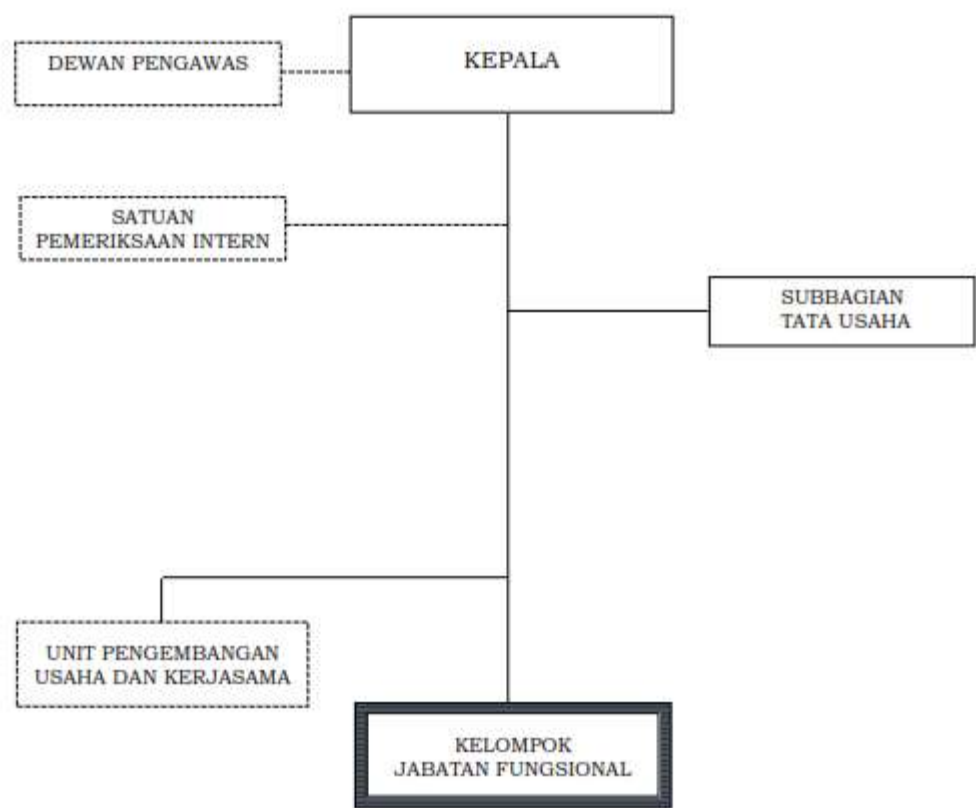 DEWAN PENGAWAS
KEPALA
SATUAN
PEMERIKSAAN INTERN
SUBBAGIAN
TATA USAHA
UNIT PENGEMBANGAN
USAHA DAN KERJASAMA
KELOMPOK
JABATAN FUNGSIONAL